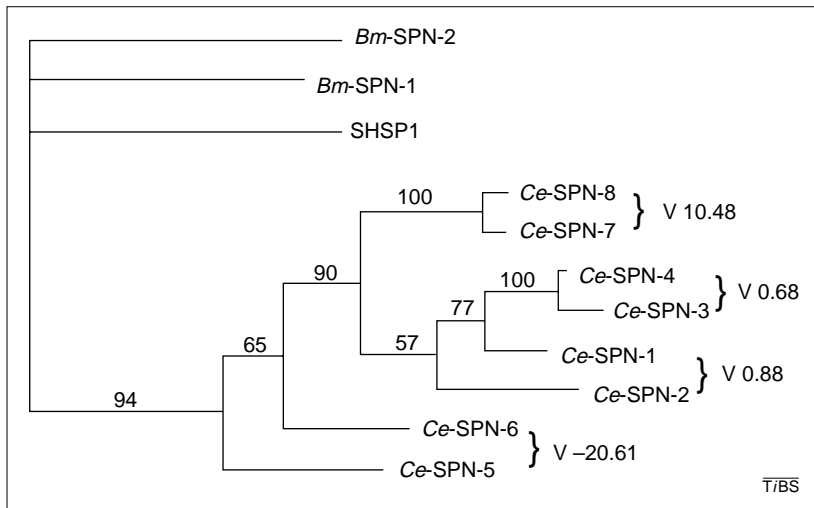 Bm-SPN-2
Bm-SPN-1
SHSP1
100 Ce-SPN-8
Ce-SPN-7 } V 10.48
90
100 Ce-SPN-4
Ce-SPN-3 } V 0.68
77
65 57 Ce-SPN-1
Ce-SPN-2 } V 0.88
94
Ce-SPN-6
Ce-SPN-5 } V –20.61
TiBS